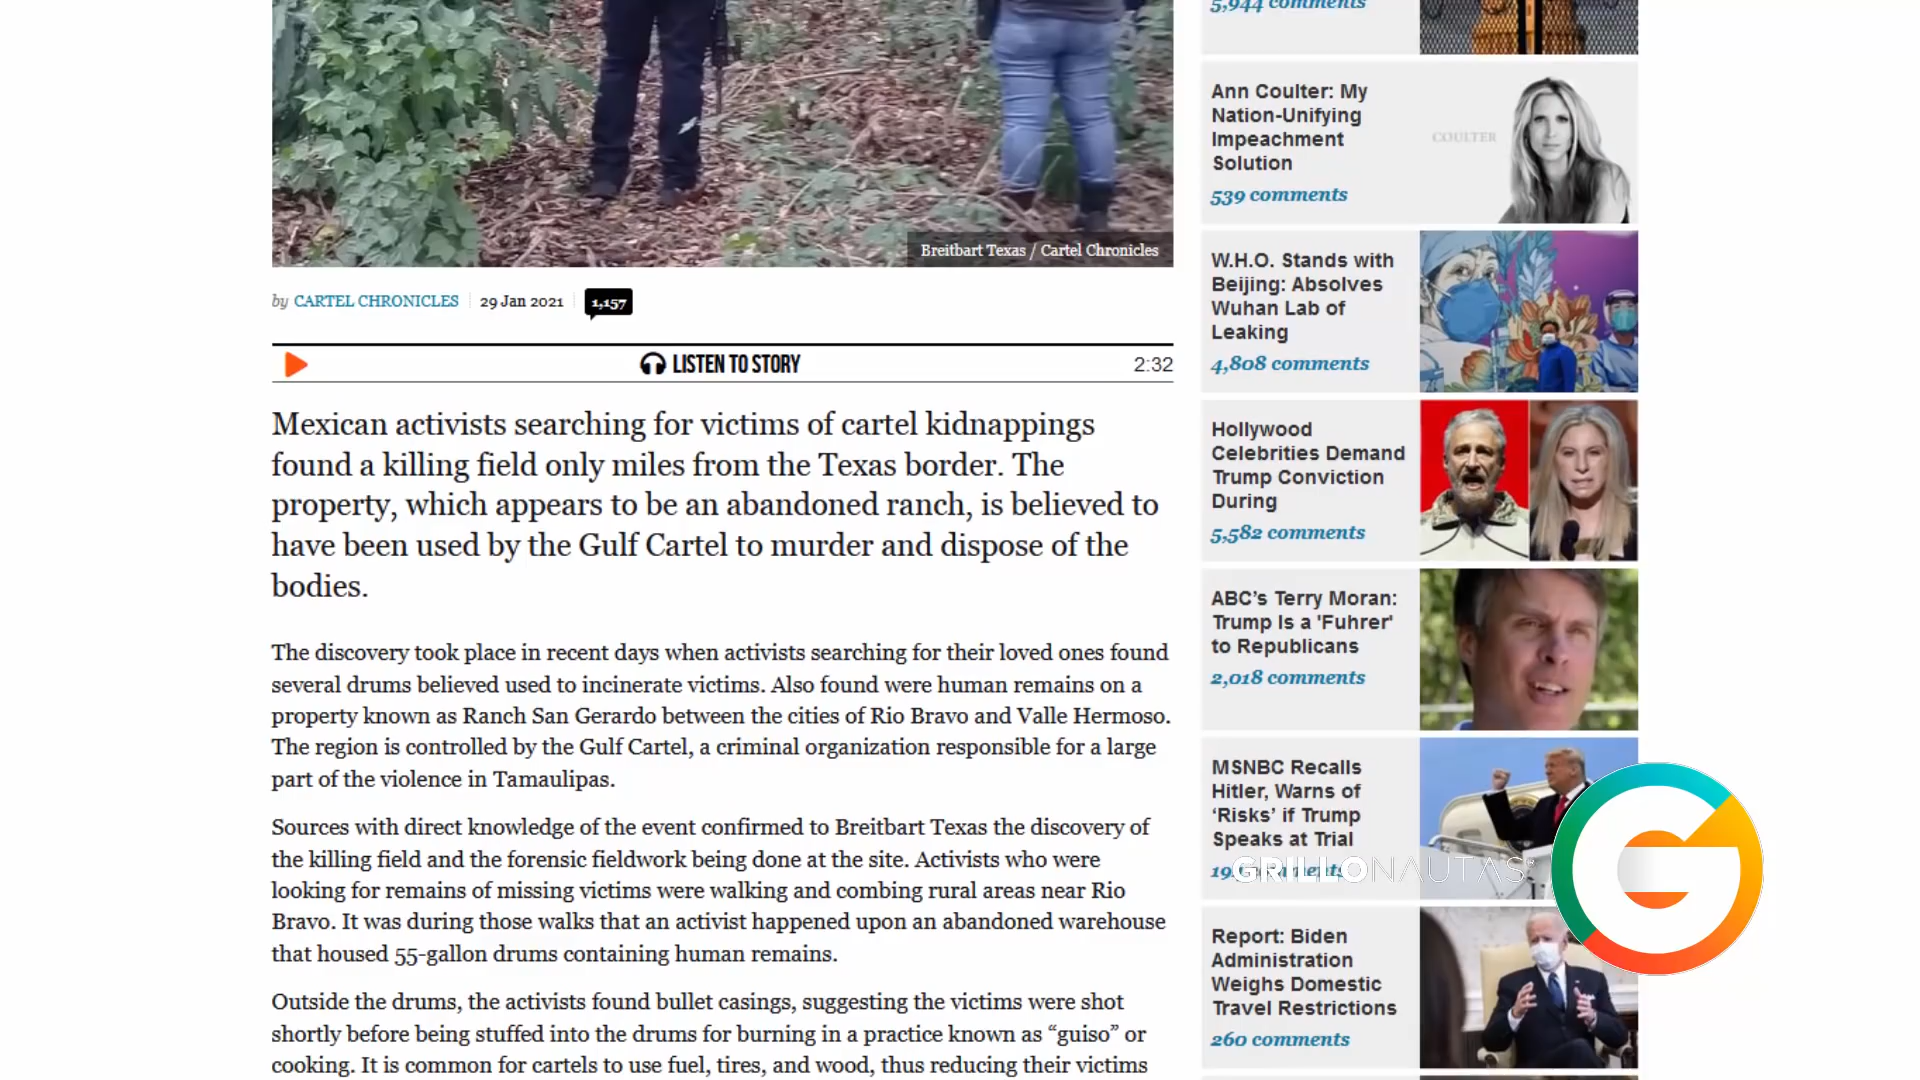 5,944 comments
Ann Coulter: My
Nation-Unifying
Impeachment
Solution
539 comments
COULTER
Breitbart Texas / Cartel Chronicles
by CARTEL CHRONICLES 29 Jan 2021 1,157
LISTEN TO STORY 2:32
Mexican activists searching for victims of cartel kidnappings
found a killing field only miles from the Texas border. The
property, which appears to be an abandoned ranch, is believed to
have been used by the Gulf Cartel to murder and dispose of the
bodies.
The discovery took place in recent days when activists searching for their loved ones found
several drums believed used to incinerate victims. Also found were human remains on a
property known as Ranch San Gerardo between the cities of Rio Bravo and Valle Hermoso.
The region is controlled by the Gulf Cartel, a criminal organization responsible for a large
part of the violence in Tamaulipas.
Sources with direct knowledge of the event confirmed to Breitbart Texas the discovery of
the killing field and the forensic fieldwork being done at the site. Activists who were
looking for remains of missing victims were walking and combing rural areas near Rio
Bravo. It was during those walks that an activist happened upon an abandoned warehouse
that housed 55-gallon drums containing human remains.
Outside the drums, the activists found bullet casings, suggesting the victims were shot
shortly before being stuffed into the drums for burning in a practice known as “guiso” or
cooking. It is common for cartels to use fuel, tires, and wood, thus reducing their victims
W.H.O. Stands with
Beijing: Absolves
Wuhan Lab of
Leaking
4,808 comments
Hollywood
Celebrities Demand
Trump Conviction
During
5,582 comments
ABC’s Terry Moran:
Trump Is a 'Fuhrer'
to Republicans
2,018 comments
MSNBC Recalls
Hitler, Warns of
‘Risks’ if Trump
Speaks at Trial
GRILLONAUTAS
Report: Biden
Administration
Weighs Domestic
Travel Restrictions
260 comments